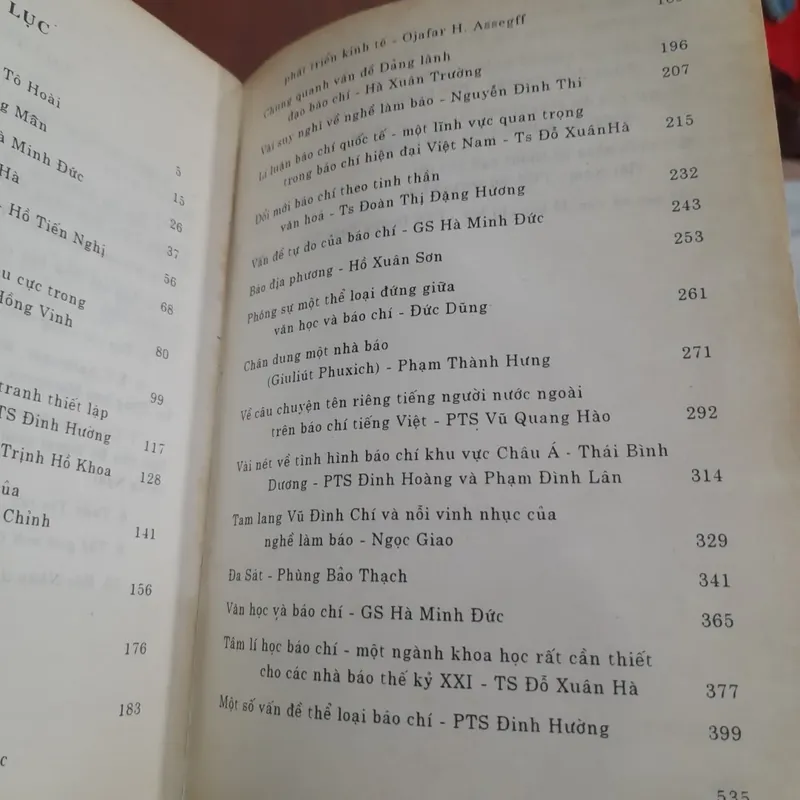 LỤC
Tô Hoài
g Mãn
à Minh Đức
Hà
5
15
Hồ Tiến Nghị
26
37
56
u cực trong
68
Hồng Vinh
80
tranh thiết lập
99
TS Đinh Hường
117
Trịnh Hồ Khoa
128
ủa
Chỉnh
141
156
176
183
c
phát triển kinh tế - Ojafar H. Assegff
Chung quanh vấn đề Đảng lãnh
đạo báo chí - Hà Xuân Trường
196
Vài suy nghĩ về nghề làm báo - Nguyễn Đình Thi
207
Lí luận báo chí quốc tế - một lĩnh vực quan trọng
trong báo chí hiện đại Việt Nam - Ts Đỗ Xuân Hà
215
Đổi mới báo chí theo tinh thần
văn hoá - Ts Đoàn Thị Đặng Hương
232
Vấn đề tự do của báo chí - GS Hà Minh Đức
243
Báo địa phương - Hồ Xuân Sơn
253
Phóng sự một thể loại đứng giữa
văn học và báo chí - Đức Dũng
261
Chân dung một nhà báo
(Giuliút Phuxich) - Phạm Thành Hưng
271
Về câu chuyện tên riêng tiếng người nước ngoài
trên báo chí tiếng Việt - PTS Vũ Quang Hào
292
Vài nét về tình hình báo chí khu vực Châu Á - Thái Bình
Dương - PTS Đinh Hoàng và Phạm Đình Lân
314
Tam lang Vũ Đình Chí và nỗi vinh nhục của
nghề làm báo - Ngọc Giao
329
Đa Sát - Phùng Bảo Thạch
341
Văn học và báo chí - GS Hà Minh Đức
365
Tâm lí học báo chí - một ngành khoa học rất cần thiết
cho các nhà báo thế kỷ XXI - TS Đỗ Xuân Hà
377
Một số vấn đề thể loại báo chí - PTS Đinh Hường
399
535